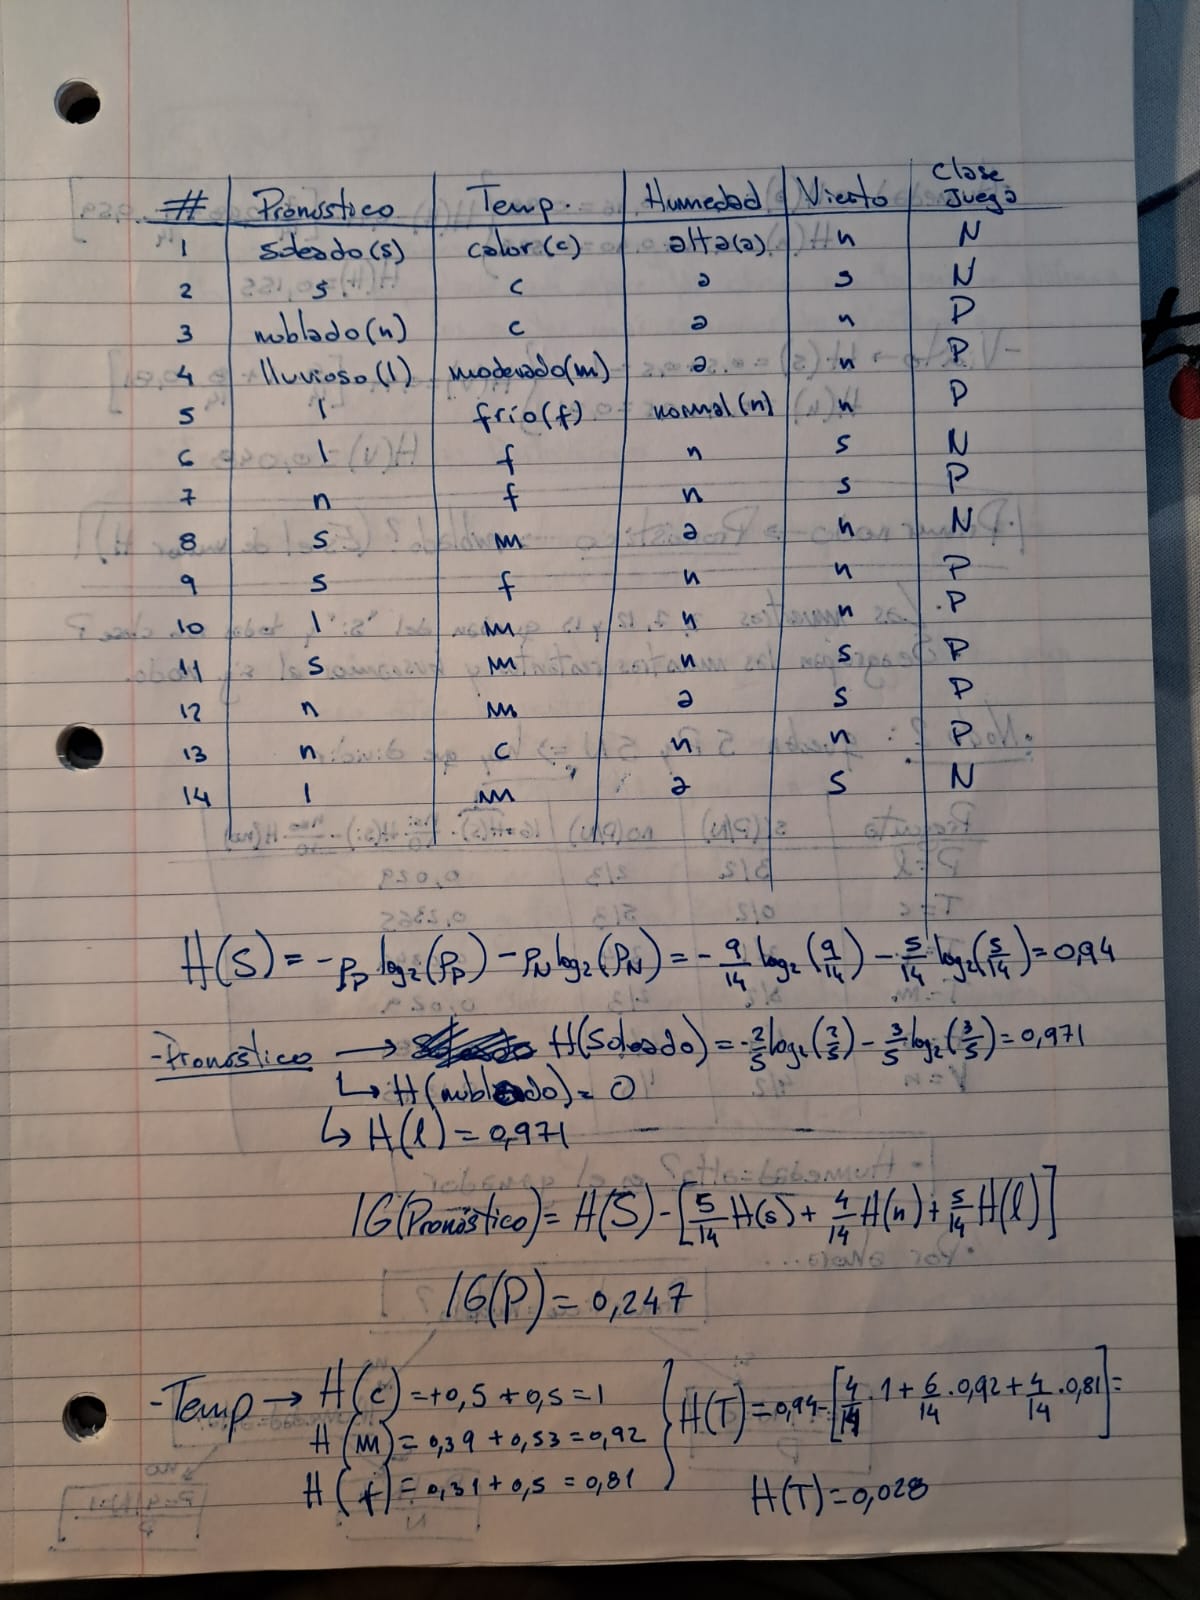 # Pronóstico Temp. Humedad Viento Clase Juega
1 Soleado(s) calor(c) alta(a) n N
2 s c a s N
3 nublado(n) c a n P
4 lluvioso(l) moderado(m) a n P
5 l frío(f) normal(n) n P
6 l f n s N
7 n f n s P
8 s m a n N
9 s f n n P
10 l m n n P
11 s m n s P
12 n m a s P
13 n c n n P
14 l m a s N
H(S) = -p_P log₂(p_P) - p_N log₂(p_N) = - 9/14 log₂(9/14) - 5/14 log₂(5/14) = 0,94
-Pronóstico → H(Soleado) = -2/5 log₂(2/5) - 3/5 log₂(3/5) = 0,971
↳ H(nublado) = 0
↳ H(l) = 0,971
IG(Pronóstico) = H(S) - [5/14 H(s) + 4/14 H(n) + 5/14 H(l)]
IG(P) = 0,247
-Temp → H(c) = +0,5 + 0,5 = 1
H(m) = 0,39 + 0,53 = 0,92
H(f) = 0,31 + 0,5 = 0,81
H(T) = 0,94 - [4/14 · 1 + 6/14 · 0,92 + 4/14 · 0,81] =
H(T) = 0,028